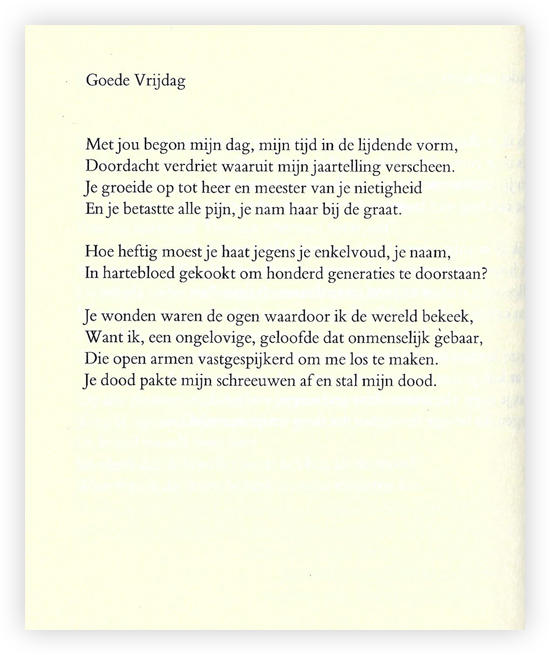 Goede Vrijdag
Met jou begon mijn dag, mijn tijd in de lijdende vorm,
Doordacht verdriet waaruit mijn jaartelling verscheen.
Je groeide op tot heer en meester van je nietigheid
En je betastte alle pijn, je nam haar bij de graat.
Hoe heftig moest je haat jegens je enkelvoud, je naam,
In hartebloed gekookt om honderd generaties te doorstaan?
Je wonden waren de ogen waardoor ik de wereld bekeek,
Want ik, een ongelovige, geloofde dat onmenselijk gebaar,
Die open armen vastgespijkerd om me los te maken.
Je dood pakte mijn schreeuwen af en stal mijn dood.